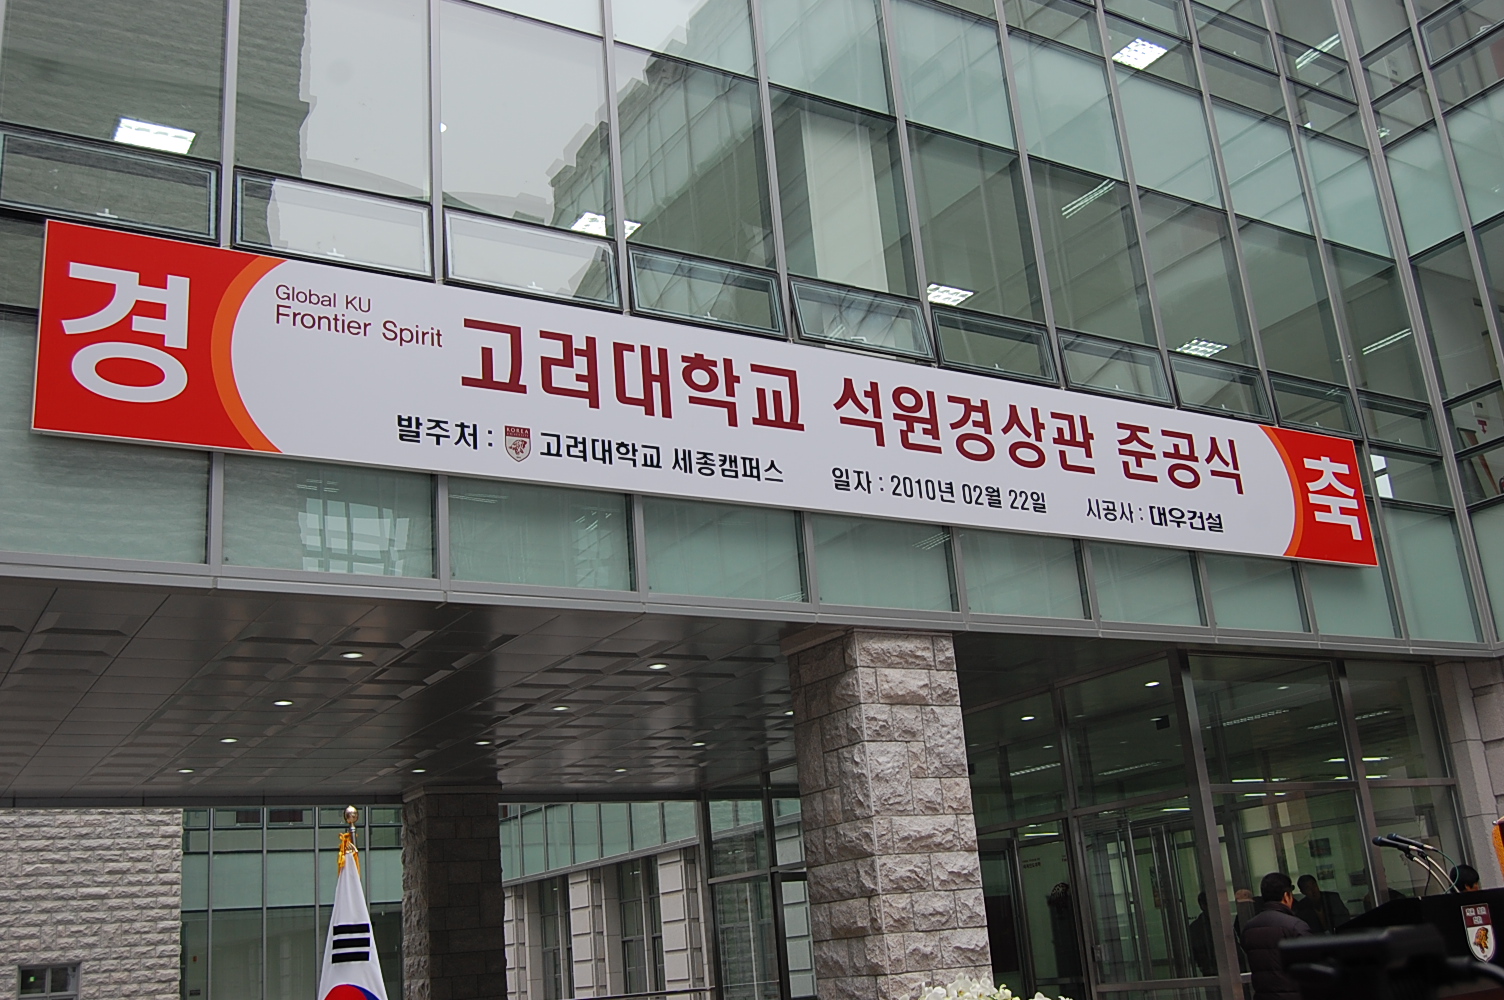 경
Global KU
Frontier Spirit
고려대학교 석원경상관 준공식
발주처 : KOREA 고려대학교 세종캠퍼스 일자 : 2010년 02월 22일 시공사 : 대우건설
축